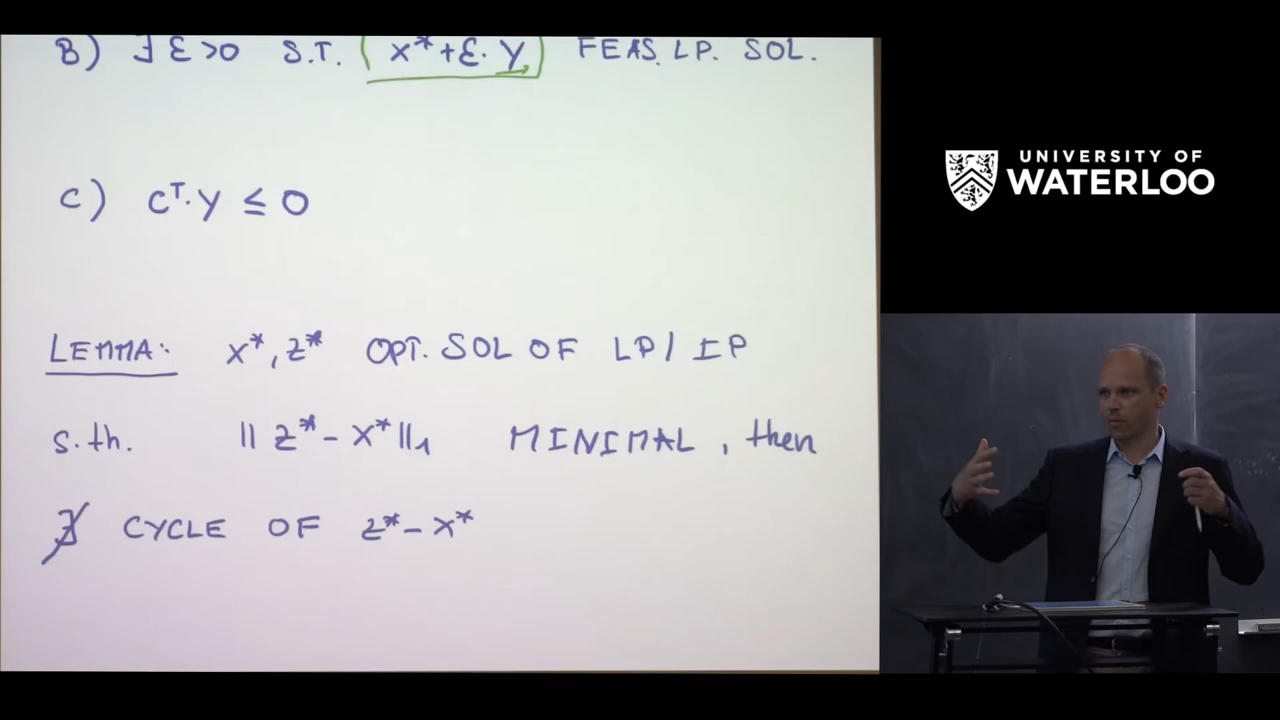 B) ∃ ε>0 S.T. (x*+ε·y) FEAS. LP. SOL.
c) cᵀ·y ≤ 0
LEMMA: x*, z* OPT. SOL OF LP/IP
s.th. ‖z*-x*‖₁ MINIMAL, then
∄ CYCLE OF z*-x*
UNIVERSITY OF
WATERLOO